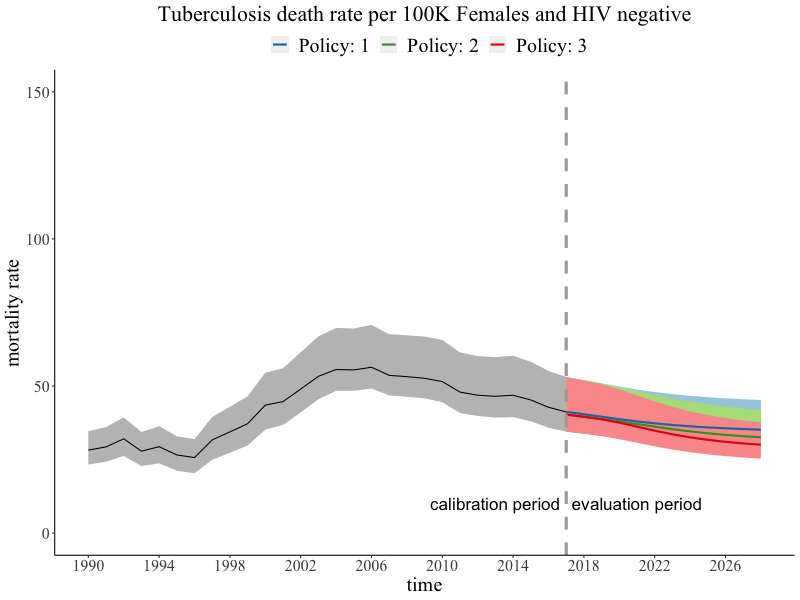 Tuberculosis death rate per 100K Females and HIV negative
Policy: 1 Policy: 2 Policy: 3
mortality rate
150
100
50
0
calibration period evaluation period
1990 1994 1998 2002 2006 2010 2014 2018 2022 2026
time